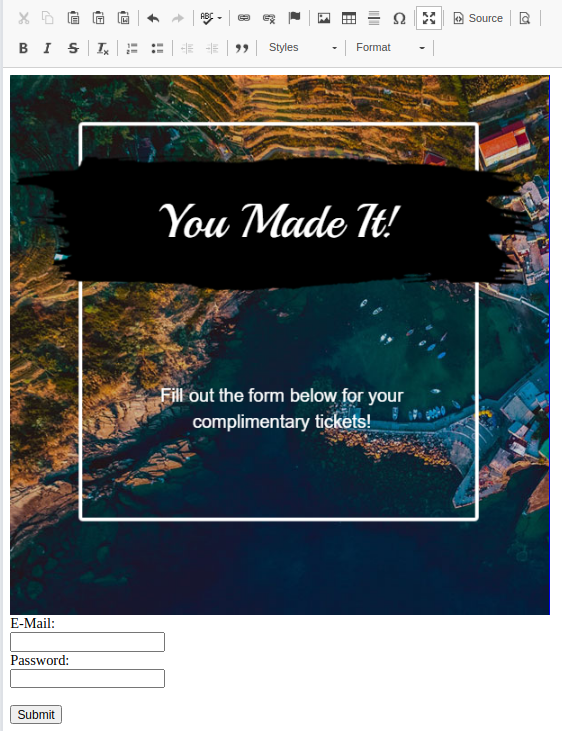 Source
Styles
Format
You Made It!
Fill out the form below for your
complimentary tickets!
E-Mail:
Password:
Submit